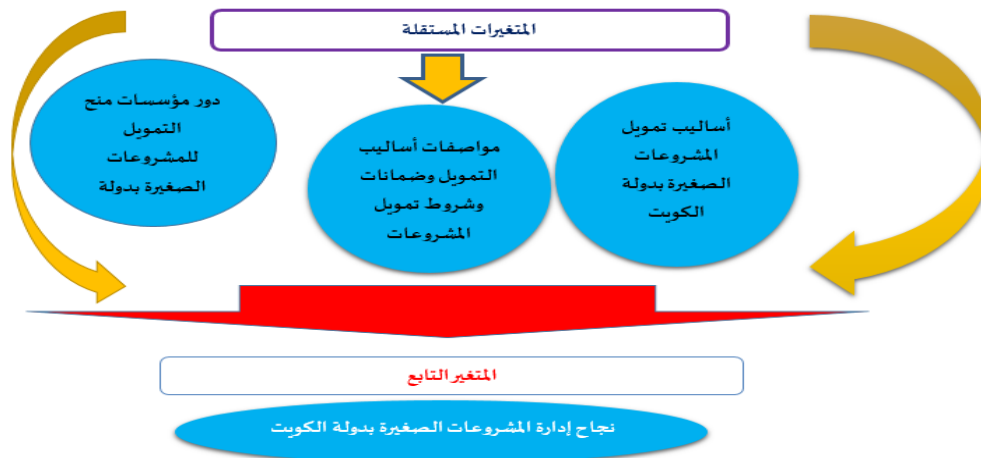 المتغيرات المستقلة
أساليب تمويل
المشروعات
الصغيرة بدولة
الكويت
مواصفات أساليب
التمويل وضمانات
وشروط تمويل
المشروعات
دور مؤسسات منح
التمويل
للمشروعات
الصغيرة بدولة
المتغير التابع
نجاح إدارة المشروعات الصغيرة بدولة الكويت